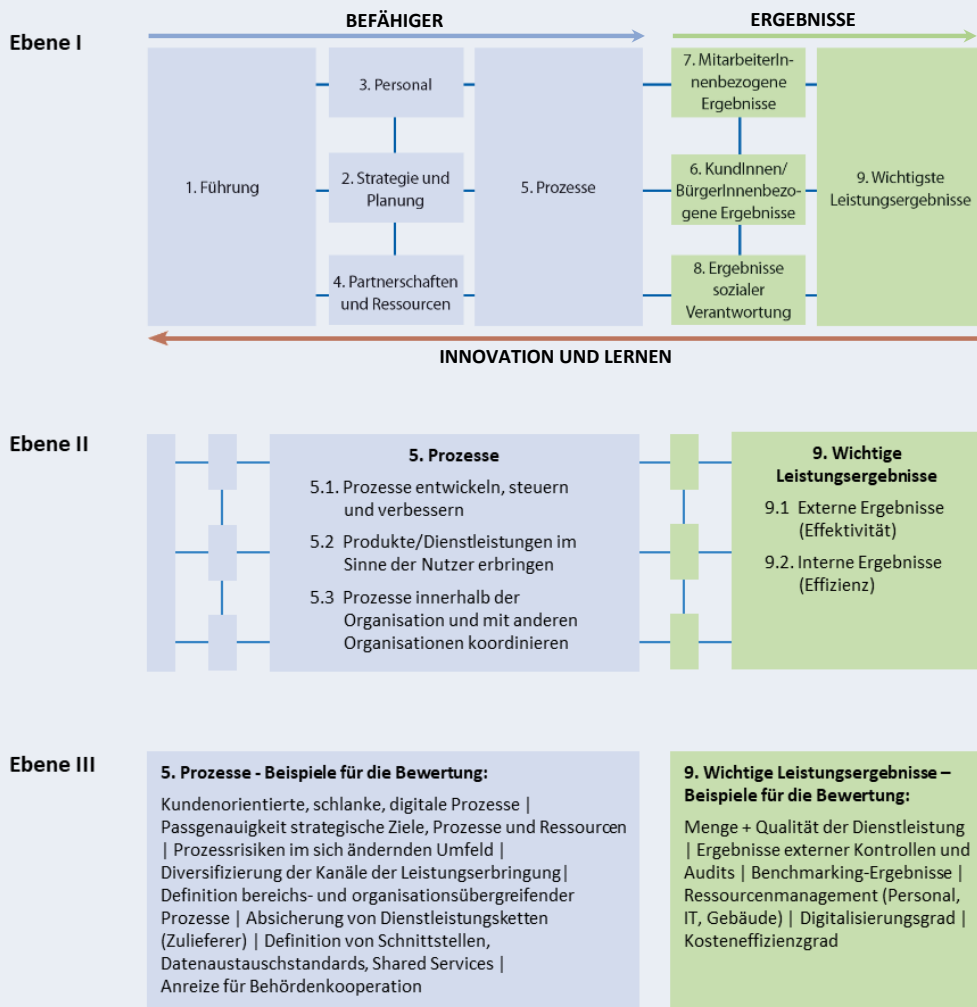 BEFÄHIGER
ERGEBNISSE
Ebene I
1. Führung
3. Personal
2. Strategie und
Planung
4. Partnerschaften
und Ressourcen
5. Prozesse
7. MitarbeiterIn-
nenbezogene
Ergebnisse
6. KundInnen/
BürgerInnenbezo-
gene Ergebnisse
8. Ergebnisse
sozialer
Verantwortung
9. Wichtigste
Leistungsergebnisse
INNOVATION UND LERNEN
Ebene II
5. Prozesse
5.1. Prozesse entwickeln, steuern
und verbessern
5.2 Produkte/Dienstleistungen im
Sinne der Nutzer erbringen
5.3 Prozesse innerhalb der
Organisation und mit anderen
Organisationen koordinieren
9. Wichtige
Leistungsergebnisse
9.1 Externe Ergebnisse
(Effektivität)
9.2. Interne Ergebnisse
(Effizienz)
Ebene III
5. Prozesse - Beispiele für die Bewertung:
Kundenorientierte, schlanke, digitale Prozesse |
Passgenauigkeit strategische Ziele, Prozesse und Ressourcen
| Prozessrisiken im sich ändernden Umfeld |
Diversifizierung der Kanäle der Leistungserbringung|
Definition bereichs- und organisationsübergreifender
Prozesse | Absicherung von Dienstleistungsketten
(Zulieferer) | Definition von Schnittstellen,
Datenaustauschstandards, Shared Services |
Anreize für Behördenkooperation
9. Wichtige Leistungsergebnisse –
Beispiele für die Bewertung:
Menge + Qualität der Dienstleistung
| Ergebnisse externer Kontrollen und
Audits | Benchmarking-Ergebnisse |
Ressourcenmanagement (Personal,
IT, Gebäude) | Digitalisierungsgrad |
Kosteneffizienzgrad